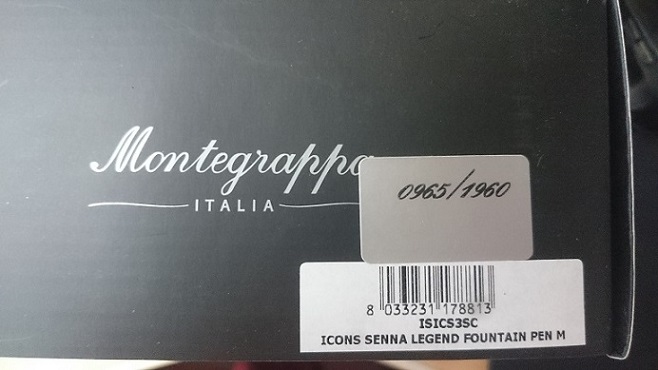 Montegrappa
ITALIA
0965/1960
8 033231 178813
ISICS3SC
ICONS SENNA LEGEND FOUNTAIN PEN M